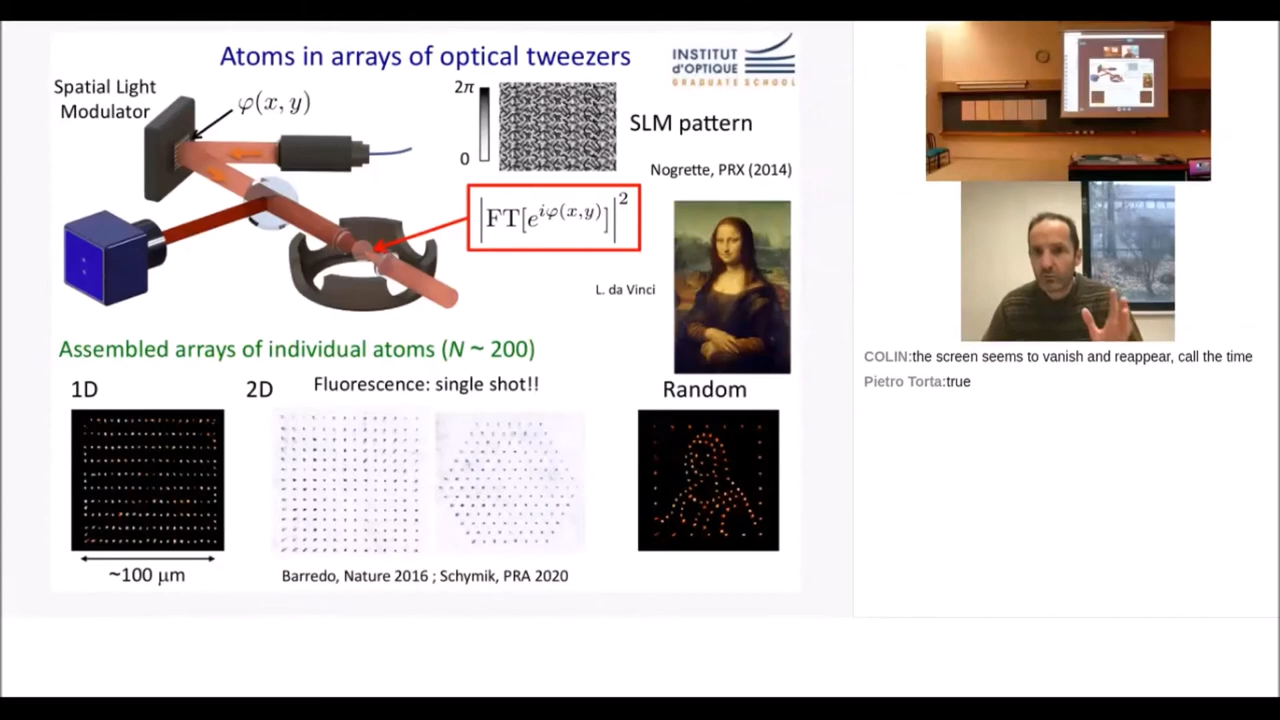 Atoms in arrays of optical tweezers
INSTITUT
d'OPTIQUE
GRADUATE SCHOOL
Spatial Light
Modulator
φ(x, y)
2π
0
SLM pattern
Nogrette, PRX (2014)
|FT[e^{iφ(x,y)}]|^2
L. da Vinci
Assembled arrays of individual atoms (N ~ 200)
1D
2D
Fluorescence: single shot!!
Random
~100 μm
Barredo, Nature 2016 ; Schymik, PRA 2020
COLIN:the screen seems to vanish and reappear, call the time
Pietro Torta:true